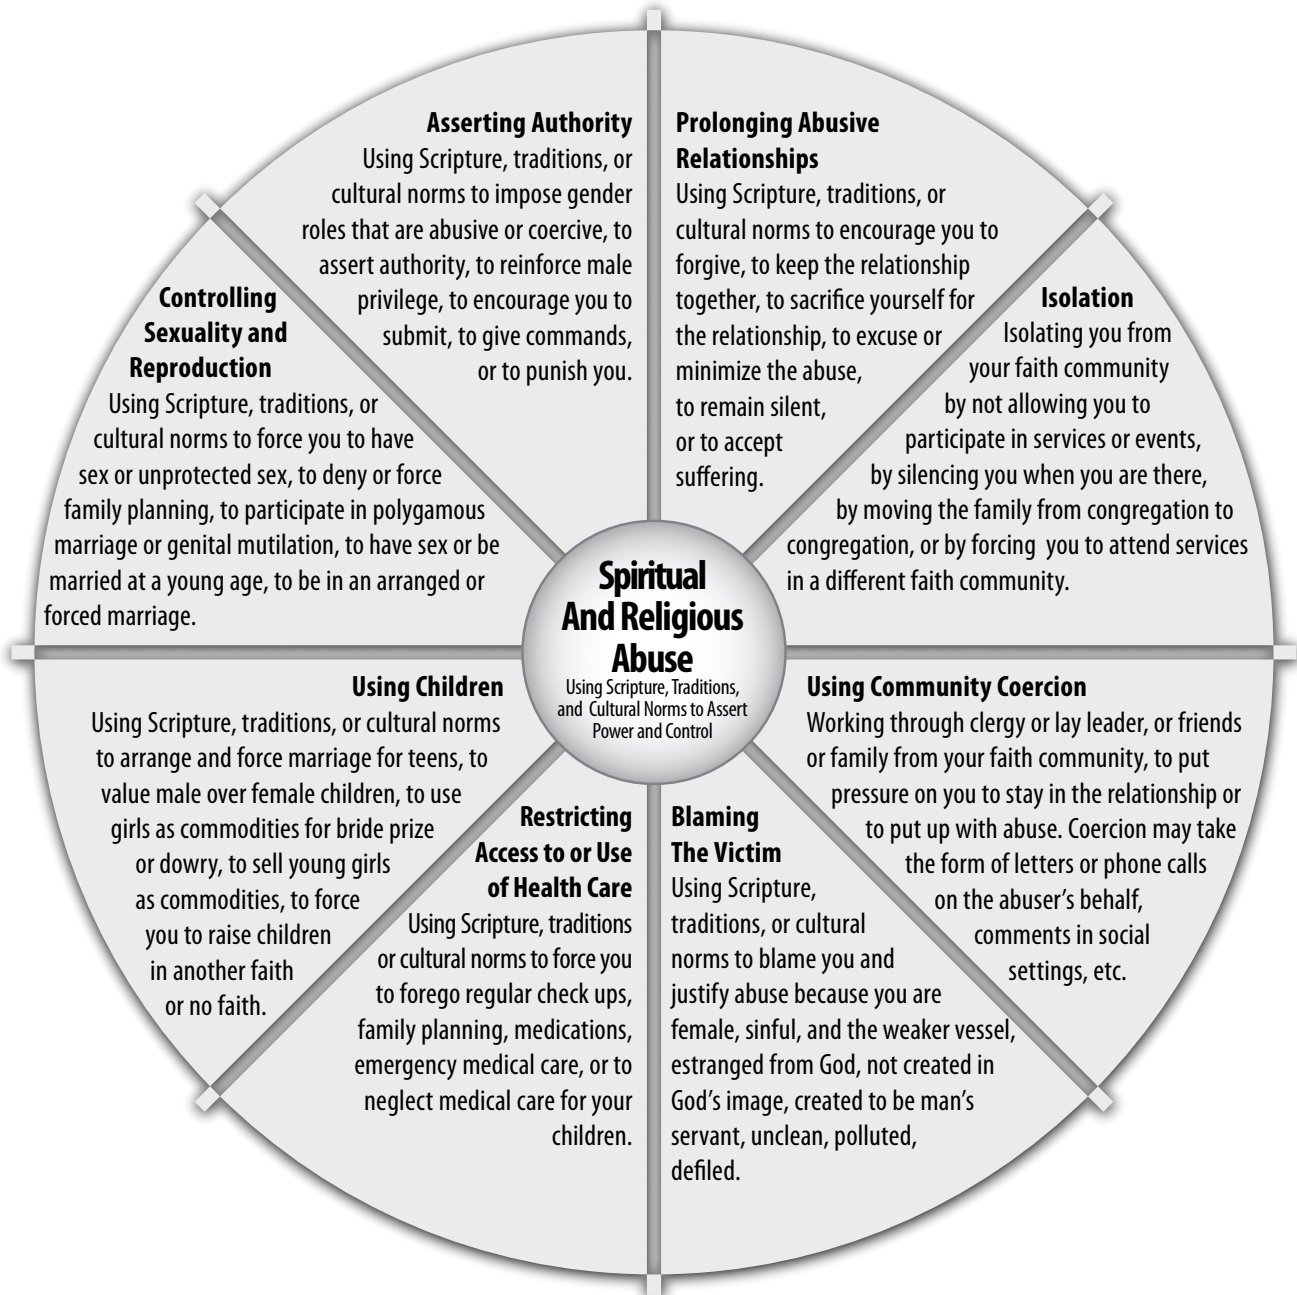 Asserting Authority
Using Scripture, traditions, or
cultural norms to impose gender
roles that are abusive or coercive, to
assert authority, to reinforce male
privilege, to encourage you to
submit, to give commands,
or to punish you.
Prolonging Abusive
Relationships
Using Scripture, traditions, or
cultural norms to encourage you to
forgive, to keep the relationship
together, to sacrifice yourself for
the relationship, to excuse or
minimize the abuse,
to remain silent,
or to accept
suffering.
Isolation
Isolating you from
your faith community
by not allowing you to
participate in services or events,
by silencing you when you are there,
by moving the family from congregation to
congregation, or by forcing you to attend services
in a different faith community.
Using Community Coercion
Working through clergy or lay leader, or friends
or family from your faith community, to put
pressure on you to stay in the relationship or
to put up with abuse. Coercion may take
the form of letters or phone calls
on the abuser's behalf,
comments in social
settings, etc.
Blaming
The Victim
Using Scripture,
traditions, or cultural
norms to blame you and
justify abuse because you are
female, sinful, and the weaker vessel,
estranged from God, not created in
God's image, created to be man's
servant, unclean, polluted,
defiled.
Restricting
Access to or Use
of Health Care
Using Scripture, traditions
or cultural norms to force you
to forego regular check ups,
family planning, medications,
emergency medical care, or to
neglect medical care for your
children.
Using Children
Using Scripture, traditions, or cultural norms
to arrange and force marriage for teens, to
value male over female children, to use
girls as commodities for bride prize
or dowry, to sell young girls
as commodities, to force
you to raise children
in another faith
or no faith.
Controlling
Sexuality and
Reproduction
Using Scripture, traditions, or
cultural norms to force you to have
sex or unprotected sex, to deny or force
family planning, to participate in polygamous
marriage or genital mutilation, to have sex or be
married at a young age, to be in an arranged or
forced marriage.
Spiritual
And Religious
Abuse
Using Scripture, Traditions,
and Cultural Norms to Assert
Power and Control